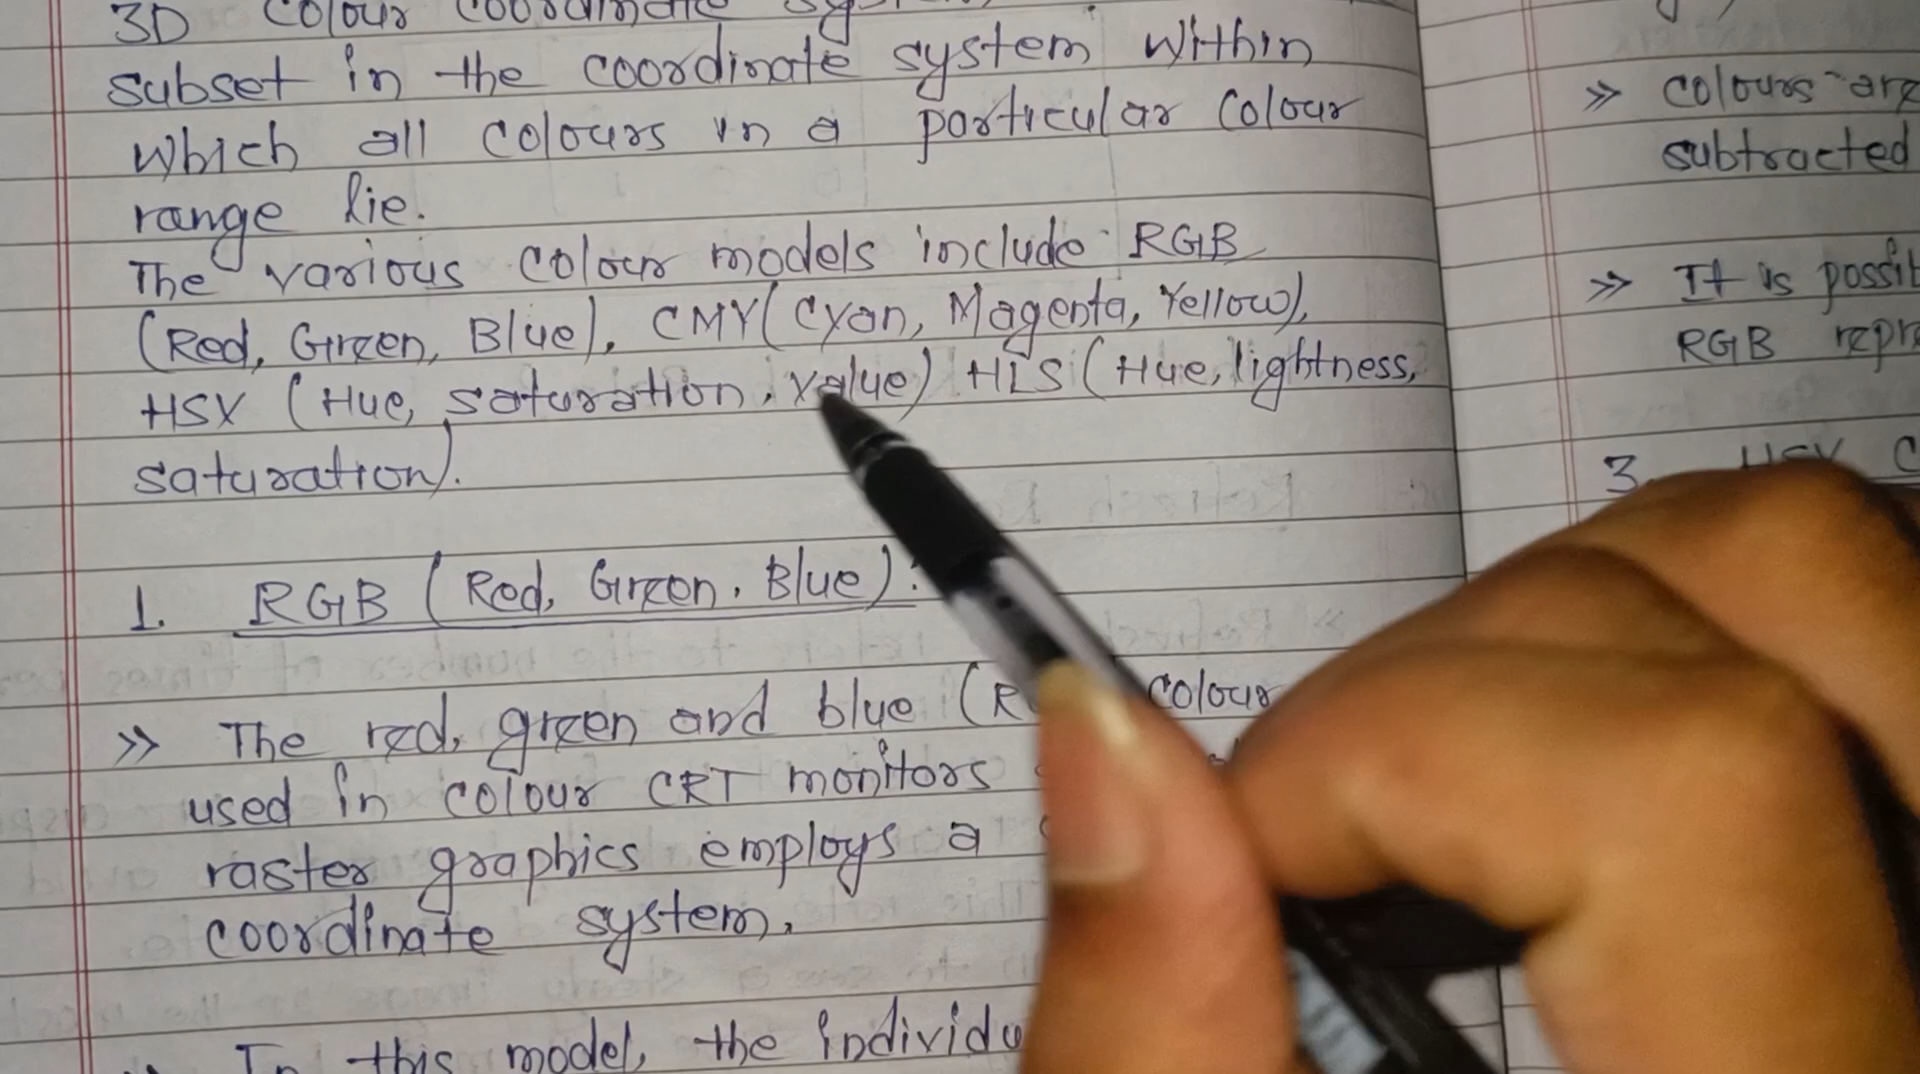 3D Colour Coordinate
subset in the coordinate system within
which all colours in a particular colour
range lie.
The various colour models include RGB
(Red, Green, Blue), CMY (Cyan, Magenta, Yellow),
HSV (Hue, saturation, value) HLS (Hue, lightness,
saturation).
1. RGB (Red, Green, Blue):
» The red, green and blue (R colour
used in colour CRT monitors
raster graphics employs a
coordinate system.
In this model, the
» colours are
subtracted
» It is
RGB
3. HSV